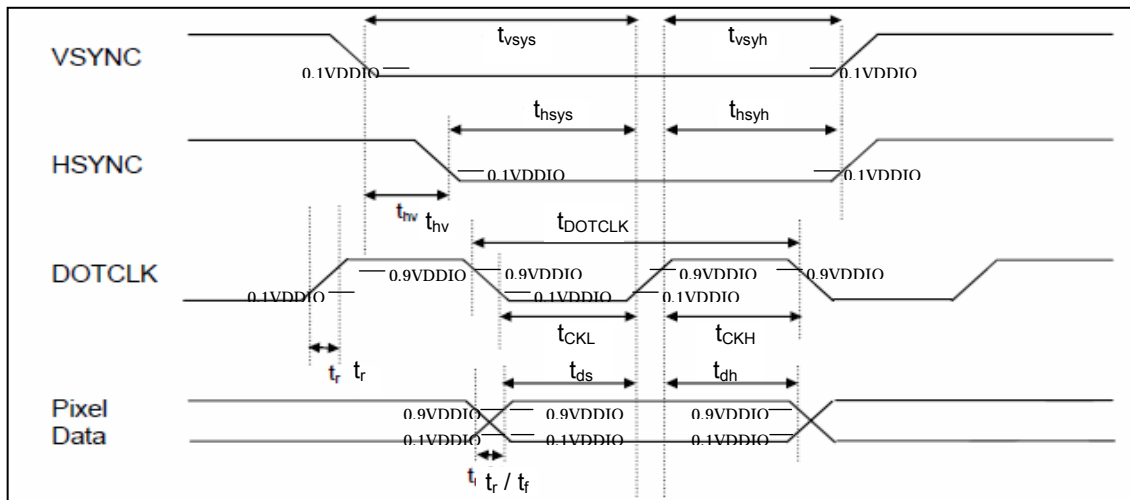 t_vsys t_vsyh
VSYNC
0.1VDDIO 0.1VDDIO
t_hsys t_hsyh
HSYNC
0.1VDDIO 0.1VDDIO
t_hv t_hv
t_DOTCLK
DOTCLK
0.9VDDIO 0.9VDDIO 0.9VDDIO 0.9VDDIO
0.1VDDIO 0.1VDDIO 0.1VDDIO
t_CKL t_CKH
t_r t_r
t_ds t_dh
Pixel
Data
0.9VDDIO 0.9VDDIO 0.9VDDIO
0.1VDDIO 0.1VDDIO 0.1VDDIO
t_r / t_f